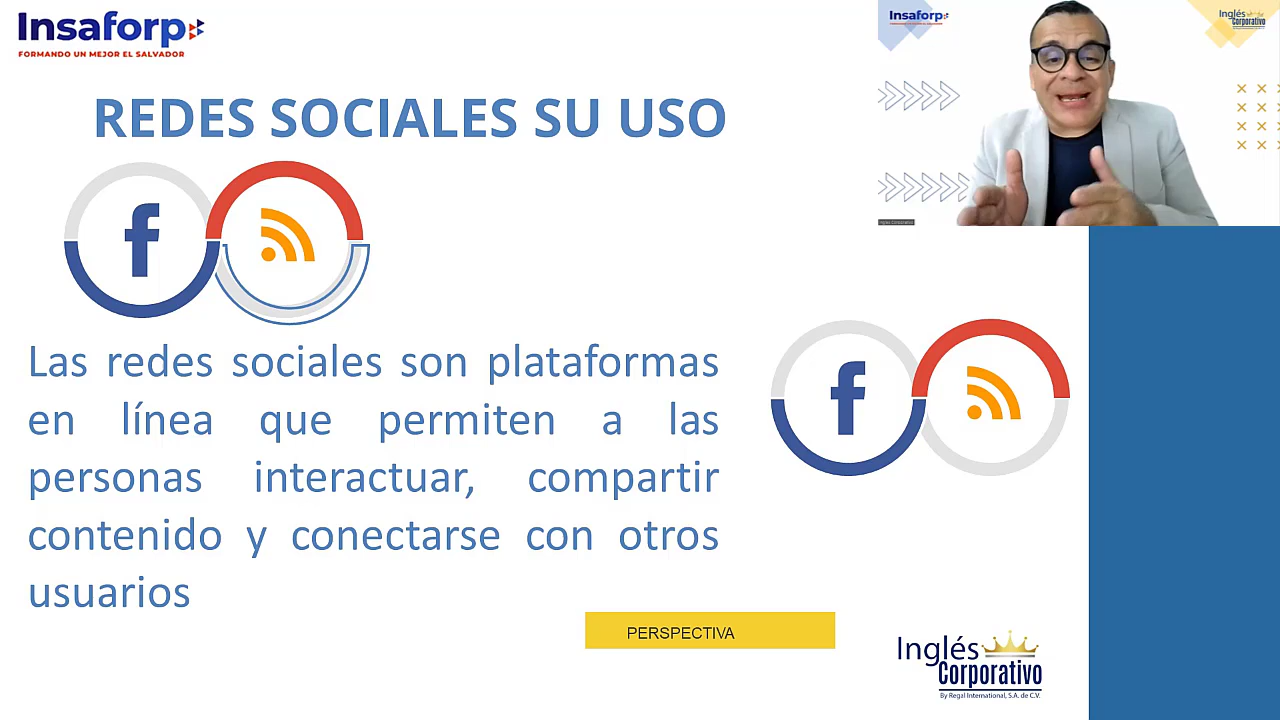 Insaforp
FORMANDO UN MEJOR EL SALVADOR
REDES SOCIALES SU USO
Las redes sociales son plataformas
en línea que permiten a las
personas interactuar, compartir
contenido y conectarse con otros
usuarios
PERSPECTIVA
Inglés
Corporativo
By Regal International, S.A. de C.V.
Insaforp
Inglés
Corporativo
Inglés Corporativo